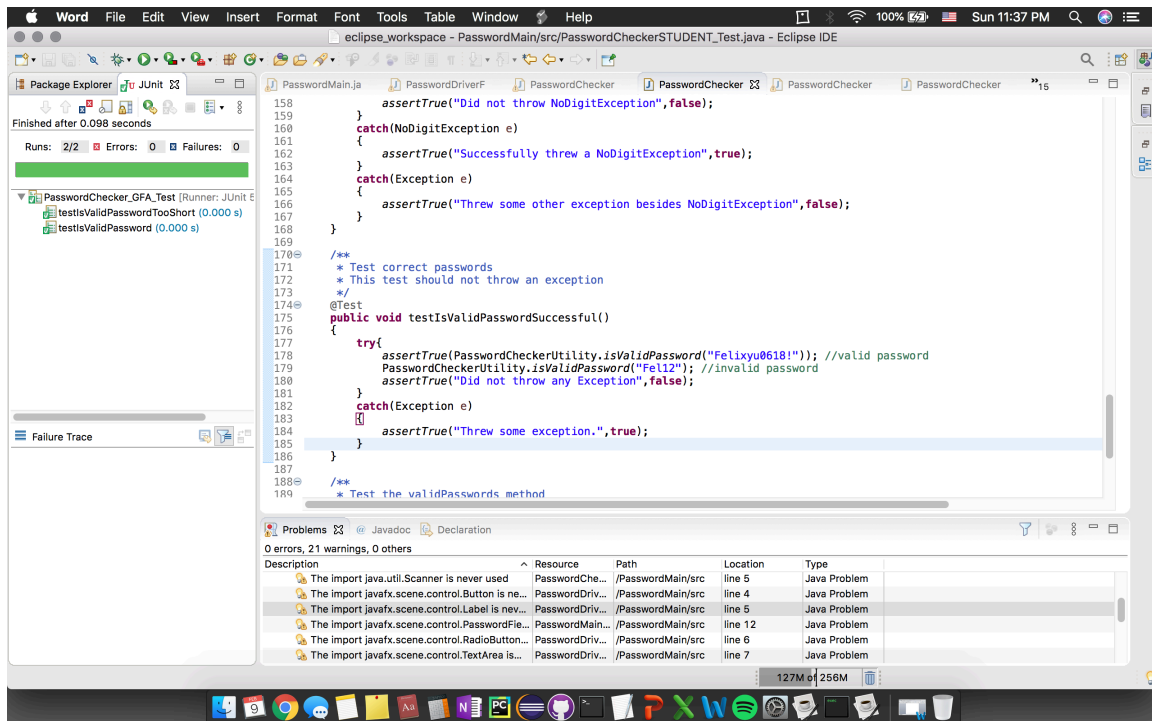 Word File Edit View Insert Format Font Tools Table Window Help 100% Sun 11:37 PM
eclipse_workspace - PasswordMain/src/PasswordCheckerSTUDENT_Test.java - Eclipse IDE
Package Explorer JUnit
PasswordMain.ja PasswordDriverF PasswordChecker PasswordChecker PasswordChecker PasswordChecker »15
Finished after 0.098 seconds
Runs: 2/2 Errors: 0 Failures: 0
PasswordChecker_GFA_Test [Runner: JUnit 5
testIsValidPasswordTooShort (0.000 s)
testIsValidPassword (0.000 s)
Failure Trace
158 assertTrue("Did not throw NoDigitException",false);
159 }
160 catch(NoDigitException e)
161 {
162 assertTrue("Successfully threw a NoDigitException",true);
163 }
164 catch(Exception e)
165 {
166 assertTrue("Threw some other exception besides NoDigitException",false);
167 }
168 }
169
170 /**
171 * Test correct passwords
172 * This test should not throw an exception
173 */
174 @Test
175 public void testIsValidPasswordSuccessful()
176 {
177 try{
178 assertTrue(PasswordCheckerUtility.isValidPassword("Felixyu0618!")); //valid password
179 PasswordCheckerUtility.isValidPassword("Fel12"); //invalid password
180 assertTrue("Did not throw any Exception",false);
181 }
182 catch(Exception e)
183 {
184 assertTrue("Threw some exception.",true);
185 }
186 }
187
188 /**
189 * Test the validPasswords method
Problems @ Javadoc Declaration
0 errors, 21 warnings, 0 others
Description Resource Path Location Type
The import java.util.Scanner is never used PasswordChe... /PasswordMain/src line 5 Java Problem
The import javafx.scene.control.Button is ne... PasswordDriv... /PasswordMain/src line 4 Java Problem
The import javafx.scene.control.Label is nev... PasswordDriv... /PasswordMain/src line 5 Java Problem
The import javafx.scene.control.PasswordFie... PasswordMain... /PasswordMain/src line 12 Java Problem
The import javafx.scene.control.RadioButton... PasswordDriv... /PasswordMain/src line 6 Java Problem
The import javafx.scene.control.TextArea is... PasswordDriv... /PasswordMain/src line 7 Java Problem
127M of 256M